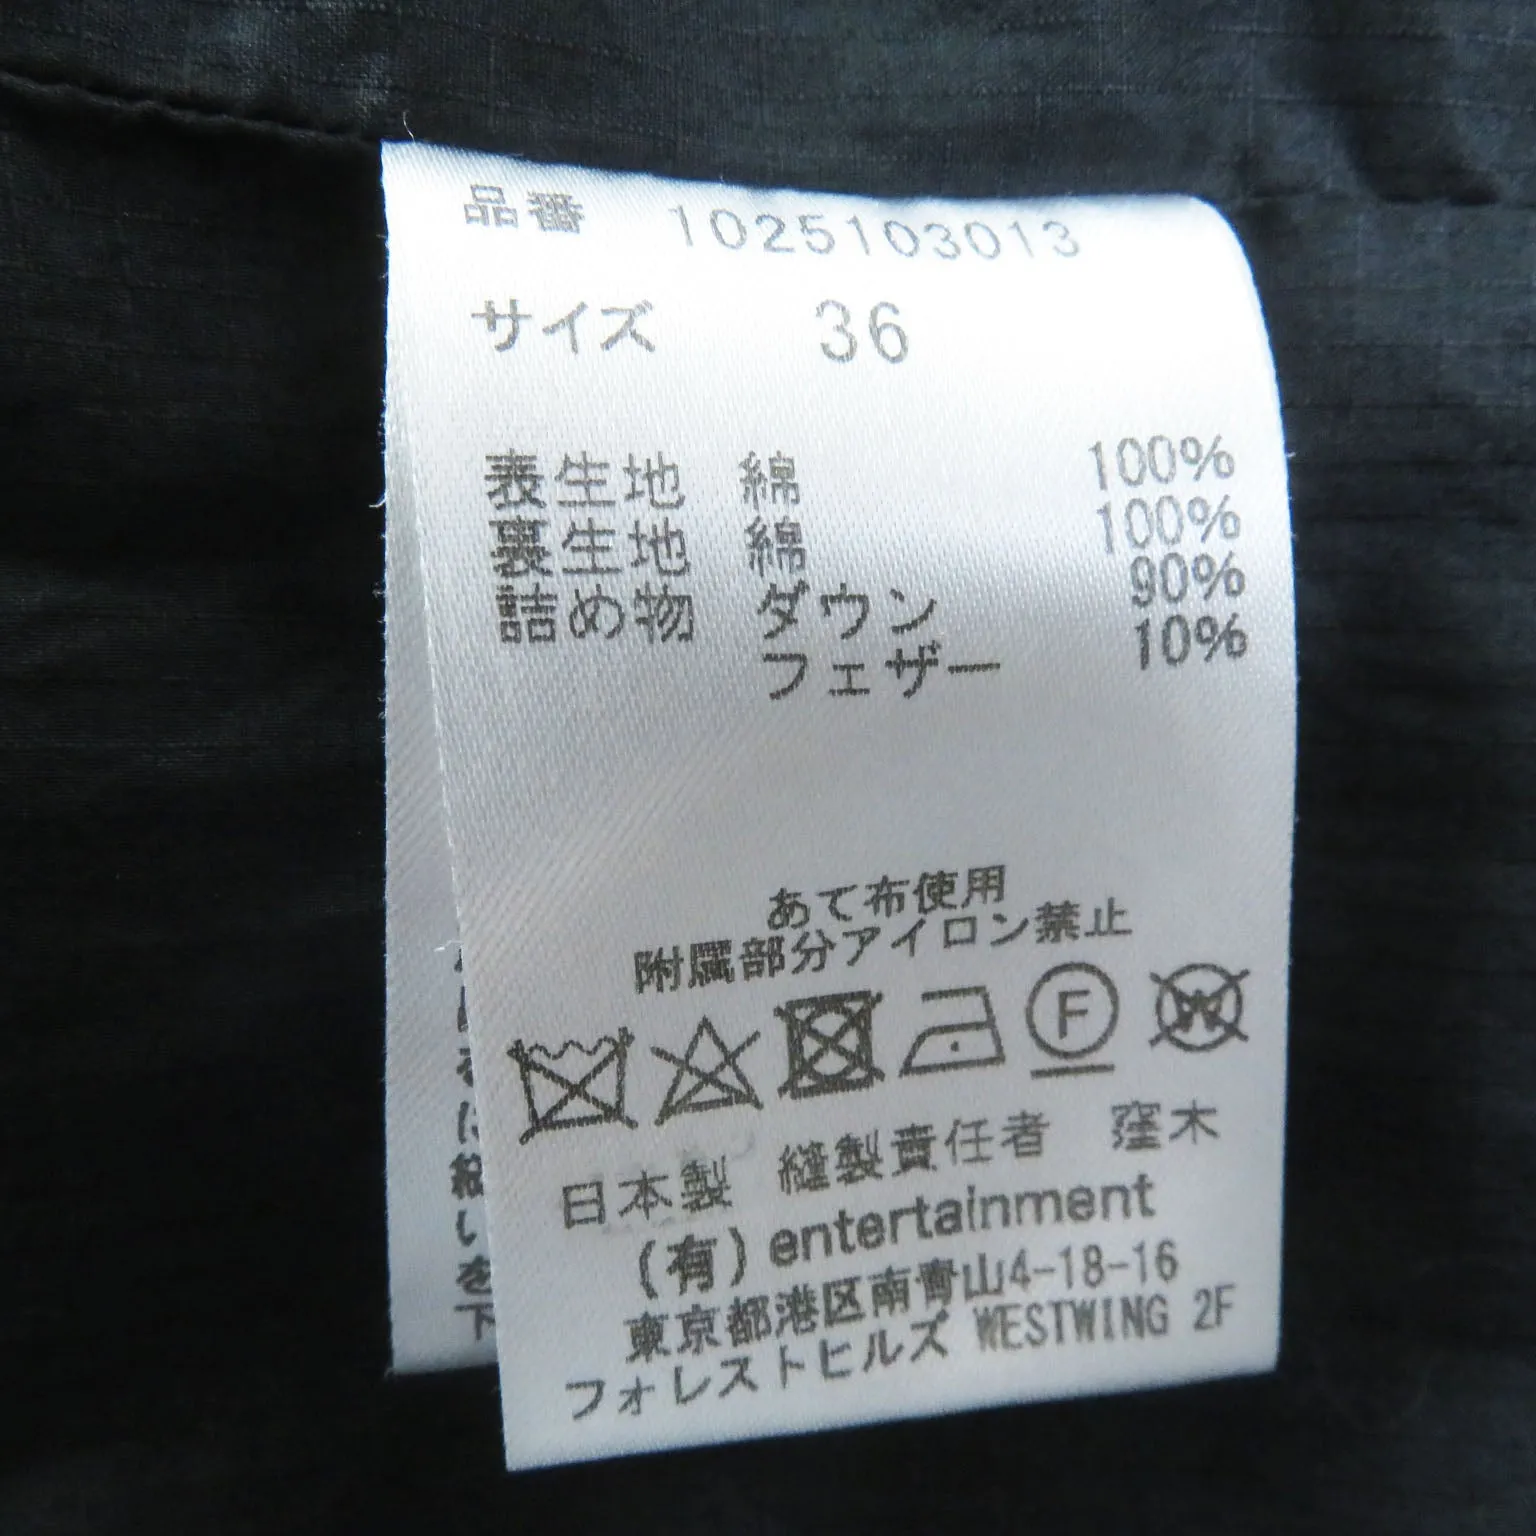 品番 1025103013
サイズ 36
表生地 綿 100%
裏生地 綿 100%
詰め物 ダウン 90%
フェザー 10%
あて布使用
附属部分アイロン禁止
F W
日本製 縫製責任者 窪木
(有)entertainment
東京都港区南青山4-18-16
フォレストヒルズ WESTWING 2F